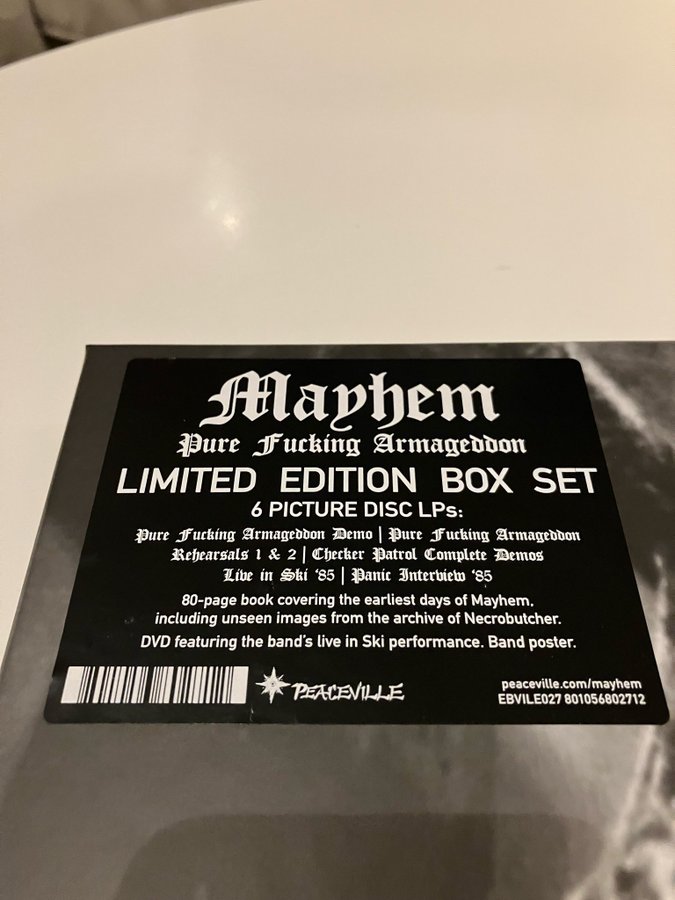 Mayhem
Pure Fucking Armageddon
LIMITED EDITION BOX SET
6 PICTURE DISC LPs:
Pure Fucking Armageddon Demo | Pure Fucking Armageddon
Rehearsals 1 & 2 | Checker Patrol Complete Demos
Live in Ski '85 | Panic Interview '85
80-page book covering the earliest days of Mayhem,
including unseen images from the archive of Necrobutcher.
DVD featuring the band's live in Ski performance. Band poster.
PEACEVILLE
peaceville.com/mayhem
EBVILE027 801056802712